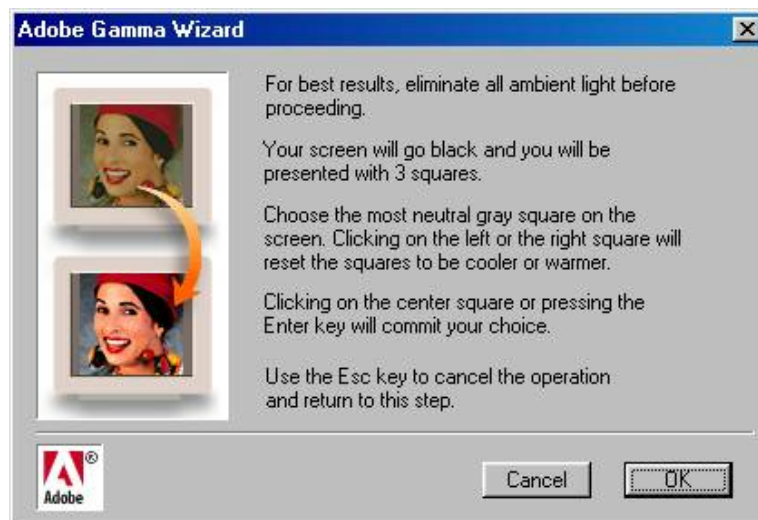 Adobe Gamma Wizard
For best results, eliminate all ambient light before
proceeding.
Your screen will go black and you will be
presented with 3 squares.
Choose the most neutral gray square on the
screen. Clicking on the left or the right square will
reset the squares to be cooler or warmer.
Clicking on the center square or pressing the
Enter key will commit your choice.
Use the Esc key to cancel the operation
and return to this step.
®
Adobe
Cancel
OK